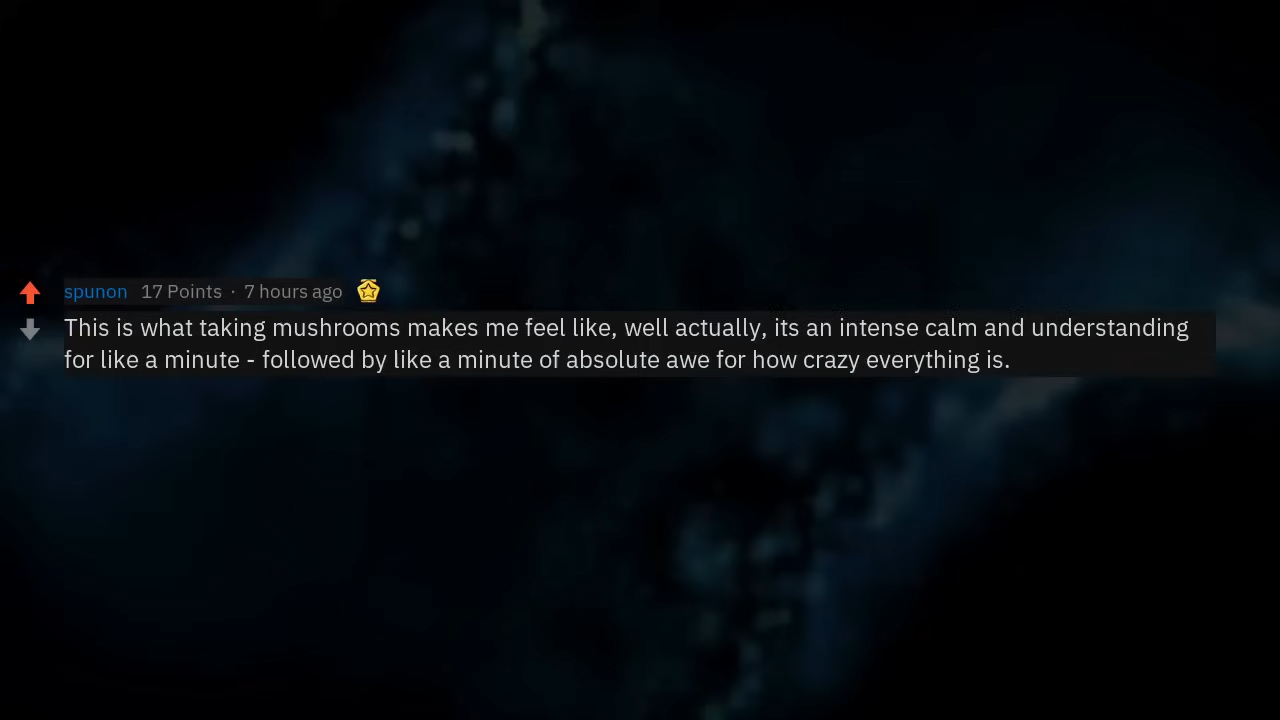 spunon 17 Points · 7 hours ago
This is what taking mushrooms makes me feel like, well actually, its an intense calm and understanding
for like a minute - followed by like a minute of absolute awe for how crazy everything is.